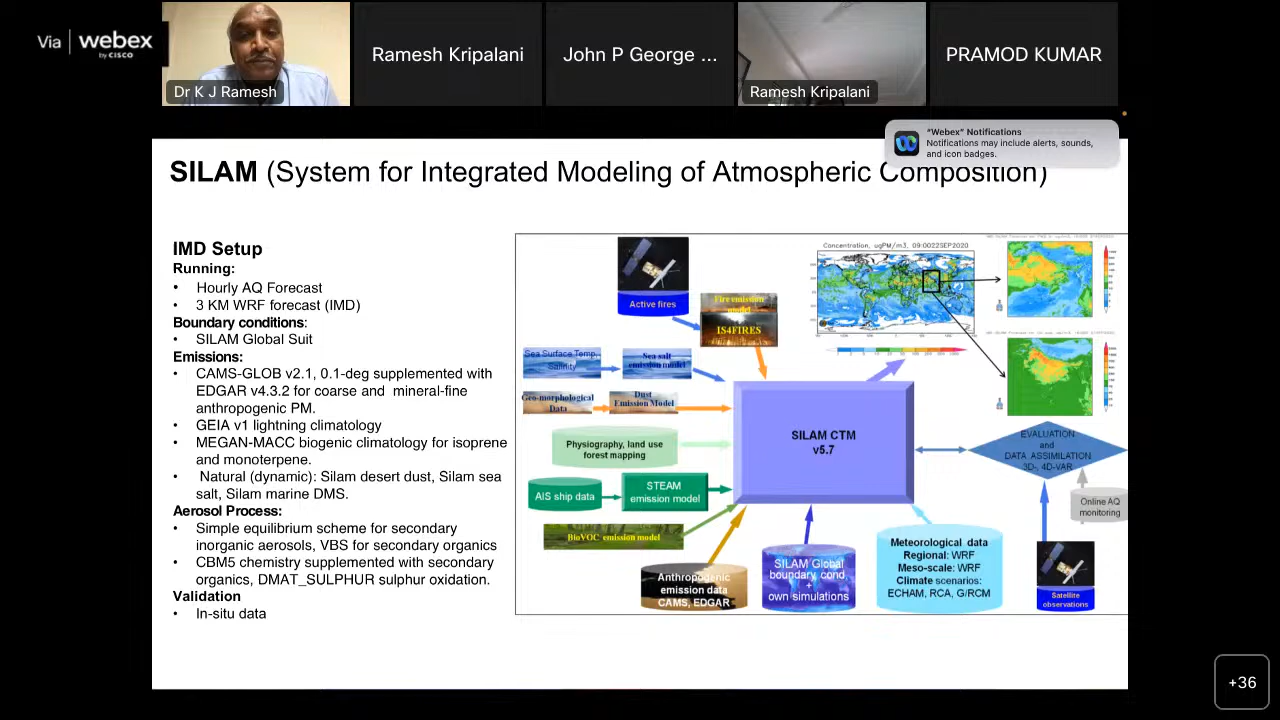 Via | webex
by CISCO
Dr K J Ramesh
Ramesh Kripalani
John P George ...
Ramesh Kripalani
PRAMOD KUMAR
"Webex" Notifications
Notifications may include alerts, sounds,
and icon badges.
SILAM (System for Integrated Modeling of Atmospheric Composition)
IMD Setup
Running:
• Hourly AQ Forecast
• 3 KM WRF forecast (IMD)
Boundary conditions:
• SILAM Global Suit
Emissions:
• CAMS-GLOB v2.1, 0.1-deg supplemented with
EDGAR v4.3.2 for coarse and mineral-fine
anthropogenic PM.
• GEIA v1 lightning climatology
• MEGAN-MACC biogenic climatology for isoprene
and monoterpene.
• Natural (dynamic): Silam desert dust, Silam sea
salt, Silam marine DMS.
Aerosol Process:
• Simple equilibrium scheme for secondary
inorganic aerosols, VBS for secondary organics
• CBM5 chemistry supplemented with secondary
organics, DMAT_SULPHUR sulphur oxidation.
Validation
• In-situ data
Active fires
Fire emission
model
IS4FIRES
Concentration, ugPM/m3, 09:0022SEP2020
Sea Surface Temp,
Salinity
Sea salt
emission model
Geo-morphological
Data
Dust
Emission Model
Physiography, land use
forest mapping
AIS ship data
STEAM
emission model
BioVOC emission model
Anthropogenic
emission data
CAMS, EDGAR
SILAM Global
boundary cond.
+
own simulations
SILAM CTM
v5.7
Meteorological data
Regional: WRF
Meso-scale: WRF
Climate scenarios:
ECHAM, RCA, G/RCM
EVALUATION
and
DATA ASSIMILATION
3D-, 4D-VAR
Online AQ
monitoring
Satellite
observations
+36